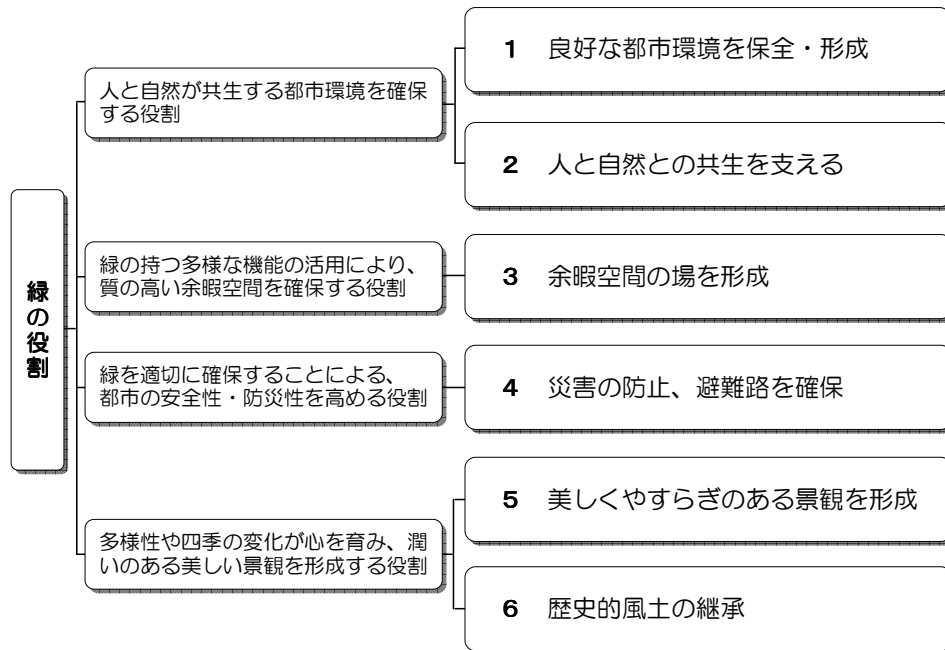 緑の役割
人と自然が共生する都市環境を確保
する役割
1 良好な都市環境を保全・形成
2 人と自然との共生を支える
緑の持つ多様な機能の活用により、
質の高い余暇空間を確保する役割
3 余暇空間の場を形成
緑を適切に確保することによる、
都市の安全性・防災性を高める役割
4 災害の防止、避難路を確保
多様性や四季の変化が心を育み、潤
いのある美しい景観を形成する役割
5 美しくやすらぎのある景観を形成
6 歴史的風土の継承